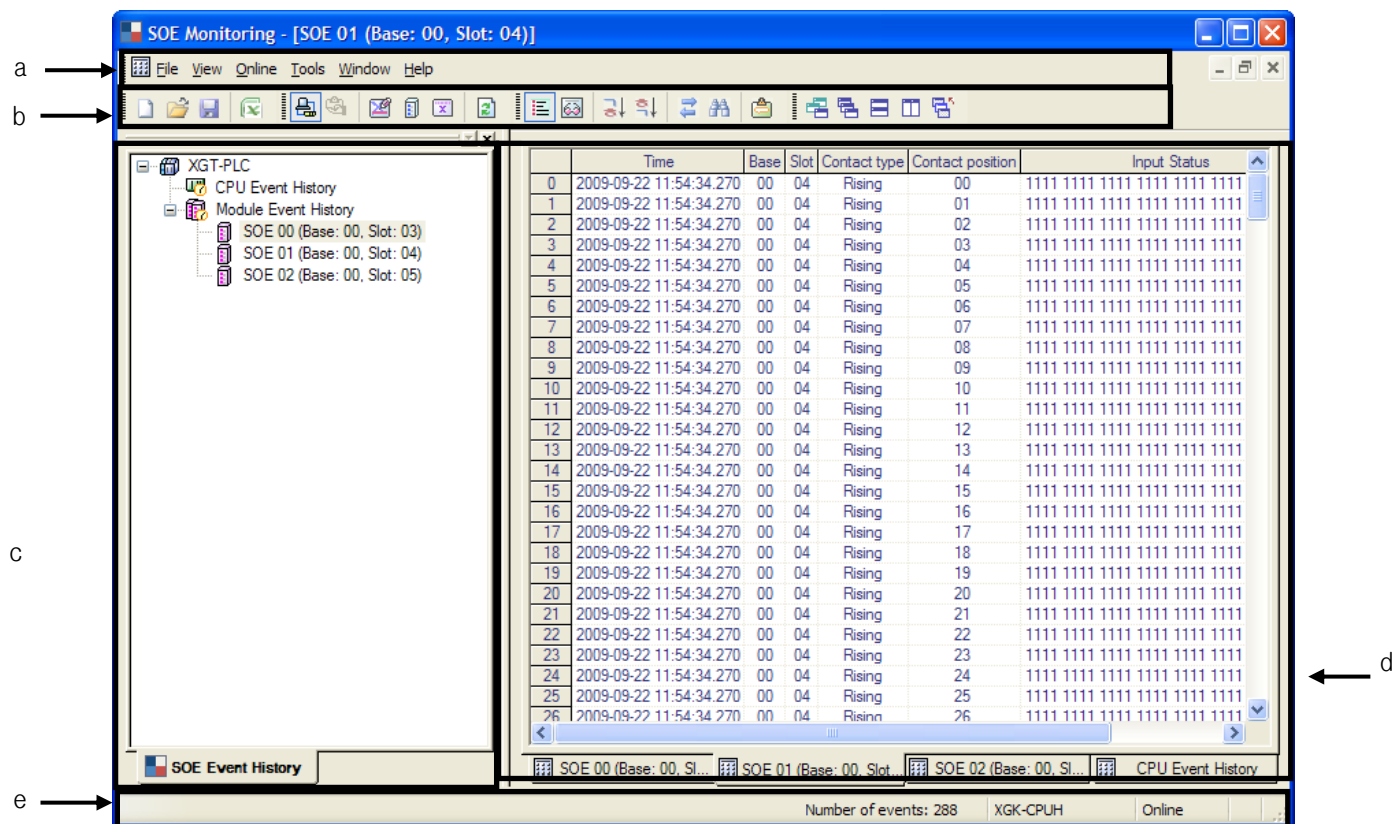 SOE Monitoring - [SOE 01 (Base: 00, Slot: 04)]
a
File View Online Tools Window Help
b
XGT-PLC
CPU Event History
Module Event History
SOE 00 (Base: 00, Slot: 03)
SOE 01 (Base: 00, Slot: 04)
SOE 02 (Base: 00, Slot: 05)
c
SOE Event History
Time Base Slot Contact type Contact position Input Status
0 2009-09-22 11:54:34.270 00 04 Rising 00 1111 1111 1111 1111 1111 1111
1 2009-09-22 11:54:34.270 00 04 Rising 01 1111 1111 1111 1111 1111 1111
2 2009-09-22 11:54:34.270 00 04 Rising 02 1111 1111 1111 1111 1111 1111
3 2009-09-22 11:54:34.270 00 04 Rising 03 1111 1111 1111 1111 1111 1111
4 2009-09-22 11:54:34.270 00 04 Rising 04 1111 1111 1111 1111 1111 1111
5 2009-09-22 11:54:34.270 00 04 Rising 05 1111 1111 1111 1111 1111 1111
6 2009-09-22 11:54:34.270 00 04 Rising 06 1111 1111 1111 1111 1111 1111
7 2009-09-22 11:54:34.270 00 04 Rising 07 1111 1111 1111 1111 1111 1111
8 2009-09-22 11:54:34.270 00 04 Rising 08 1111 1111 1111 1111 1111 1111
9 2009-09-22 11:54:34.270 00 04 Rising 09 1111 1111 1111 1111 1111 1111
10 2009-09-22 11:54:34.270 00 04 Rising 10 1111 1111 1111 1111 1111 1111
11 2009-09-22 11:54:34.270 00 04 Rising 11 1111 1111 1111 1111 1111 1111
12 2009-09-22 11:54:34.270 00 04 Rising 12 1111 1111 1111 1111 1111 1111
13 2009-09-22 11:54:34.270 00 04 Rising 13 1111 1111 1111 1111 1111 1111
14 2009-09-22 11:54:34.270 00 04 Rising 14 1111 1111 1111 1111 1111 1111
15 2009-09-22 11:54:34.270 00 04 Rising 15 1111 1111 1111 1111 1111 1111
16 2009-09-22 11:54:34.270 00 04 Rising 16 1111 1111 1111 1111 1111 1111
17 2009-09-22 11:54:34.270 00 04 Rising 17 1111 1111 1111 1111 1111 1111
18 2009-09-22 11:54:34.270 00 04 Rising 18 1111 1111 1111 1111 1111 1111
19 2009-09-22 11:54:34.270 00 04 Rising 19 1111 1111 1111 1111 1111 1111
20 2009-09-22 11:54:34.270 00 04 Rising 20 1111 1111 1111 1111 1111 1111
21 2009-09-22 11:54:34.270 00 04 Rising 21 1111 1111 1111 1111 1111 1111
22 2009-09-22 11:54:34.270 00 04 Rising 22 1111 1111 1111 1111 1111 1111
23 2009-09-22 11:54:34.270 00 04 Rising 23 1111 1111 1111 1111 1111 1111
24 2009-09-22 11:54:34.270 00 04 Rising 24 1111 1111 1111 1111 1111 1111
25 2009-09-22 11:54:34.270 00 04 Rising 25 1111 1111 1111 1111 1111 1111
26 2009-09-22 11:54:34.270 00 04 Rising 26 1111 1111 1111 1111 1111 1111
d
SOE 00 (Base: 00, Sl... SOE 01 (Base: 00, Slot... SOE 02 (Base: 00, Sl... CPU Event History
e
Number of events: 288 XGK-CPUH Online